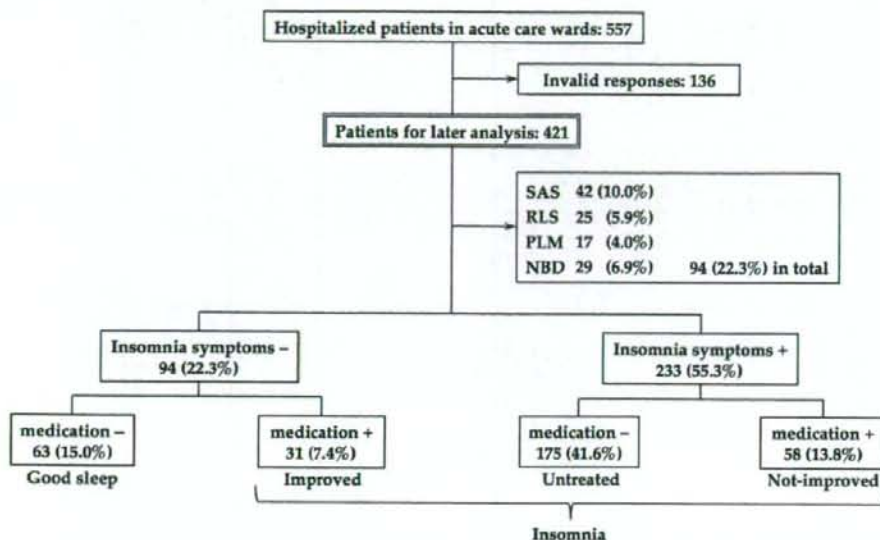 Hospitalized patients in acute care wards: 557
Invalid responses: 136
Patients for later analysis: 421
SAS 42 (10.0%)
RLS 25 (5.9%)
PLM 17 (4.0%)
NBD 29 (6.9%) 94 (22.3%) in total
Insomnia symptoms –
94 (22.3%)
Insomnia symptoms +
233 (55.3%)
medication –
63 (15.0%)
Good sleep
medication +
31 (7.4%)
Improved
medication –
175 (41.6%)
Untreated
medication +
58 (13.8%)
Not-improved
Insomnia